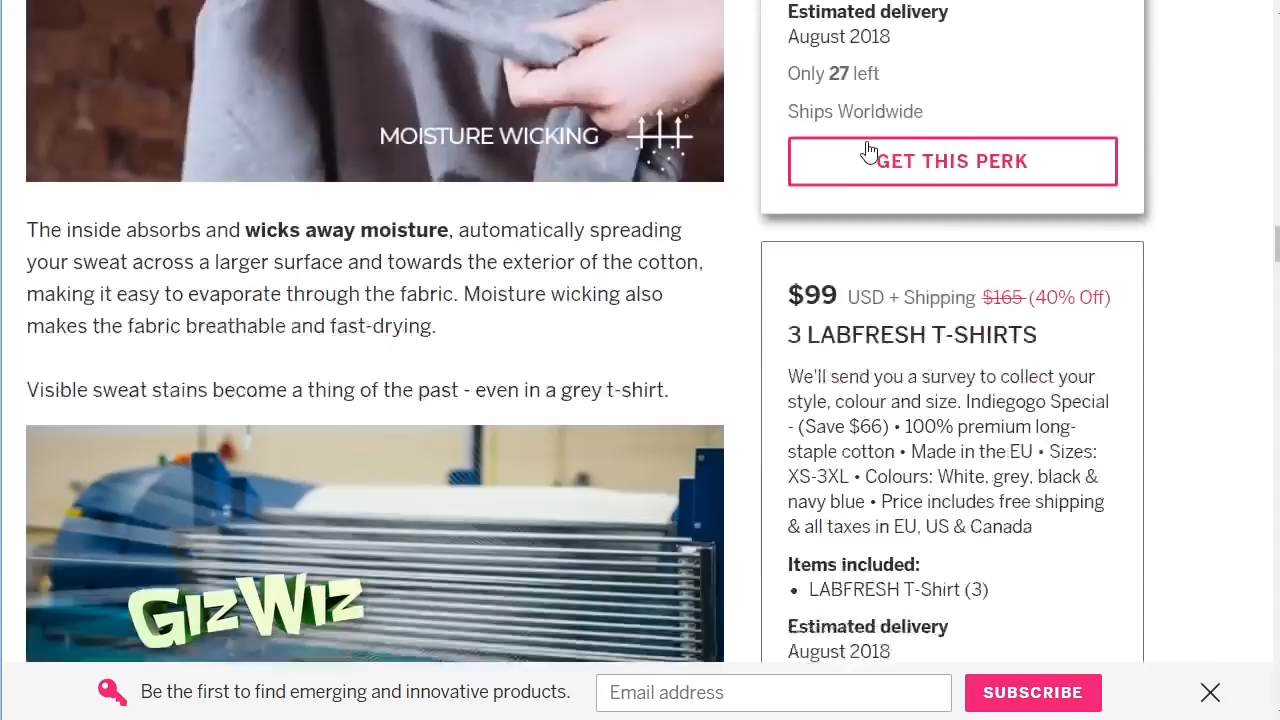 MOISTURE WICKING
The inside absorbs and wicks away moisture, automatically spreading
your sweat across a larger surface and towards the exterior of the cotton,
making it easy to evaporate through the fabric. Moisture wicking also
makes the fabric breathable and fast-drying.
Visible sweat stains become a thing of the past - even in a grey t-shirt.
GIZWIZ
Estimated delivery
August 2018
Only 27 left
Ships Worldwide
GET THIS PERK
$99 USD + Shipping $165 (40% Off)
3 LABFRESH T-SHIRTS
We'll send you a survey to collect your
style, colour and size. Indiegogo Special
- (Save $66) • 100% premium long-
staple cotton • Made in the EU • Sizes:
XS-3XL • Colours: White, grey, black &
navy blue • Price includes free shipping
& all taxes in EU, US & Canada
Items included:
• LABFRESH T-Shirt (3)
Estimated delivery
August 2018
Be the first to find emerging and innovative products. Email address SUBSCRIBE